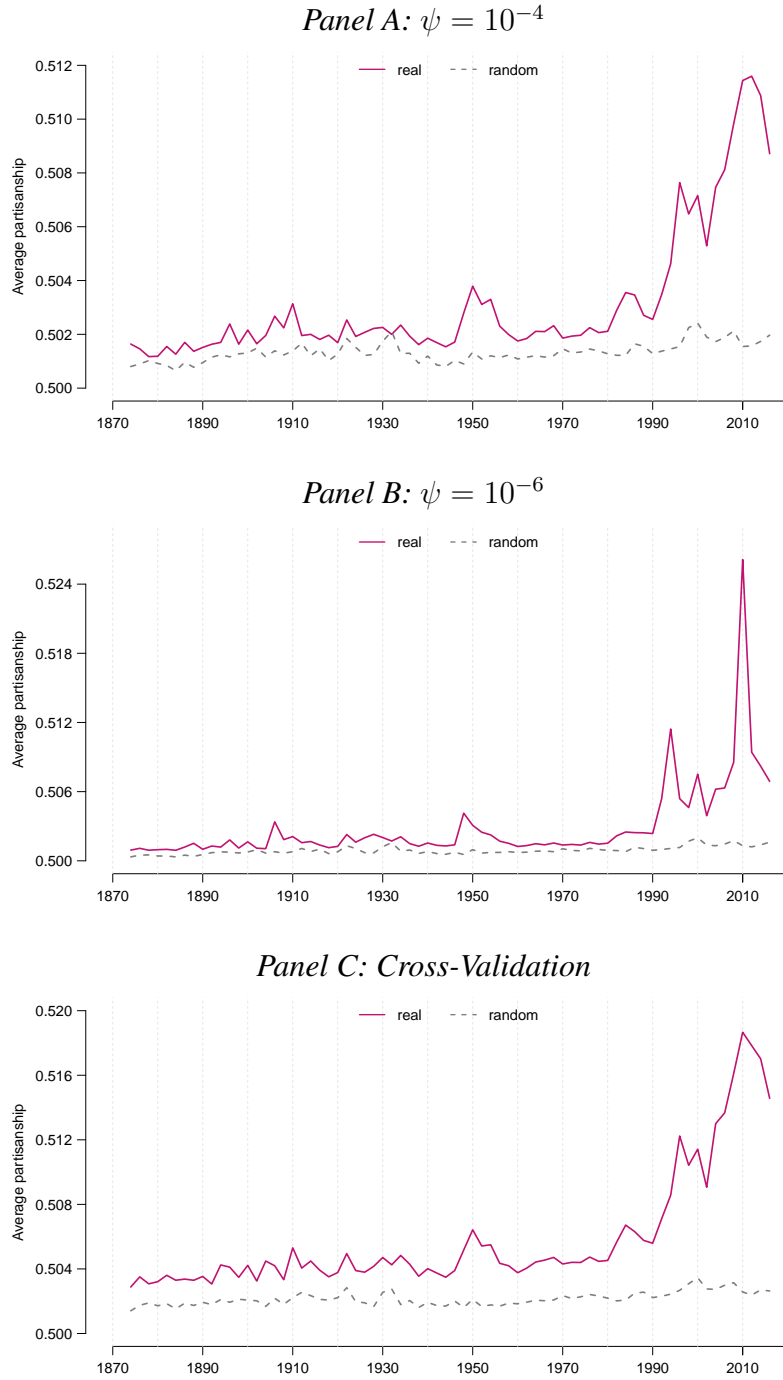 Panel A: ψ = 10⁻⁴
real random
0.512
0.510
0.508
0.506
0.504
0.502
0.500
Average partisanship
1870 1890 1910 1930 1950 1970 1990 2010
Panel B: ψ = 10⁻⁶
real random
0.524
0.518
0.512
0.506
0.500
Average partisanship
1870 1890 1910 1930 1950 1970 1990 2010
Panel C: Cross-Validation
real random
0.520
0.516
0.512
0.508
0.504
0.500
Average partisanship
1870 1890 1910 1930 1950 1970 1990 2010